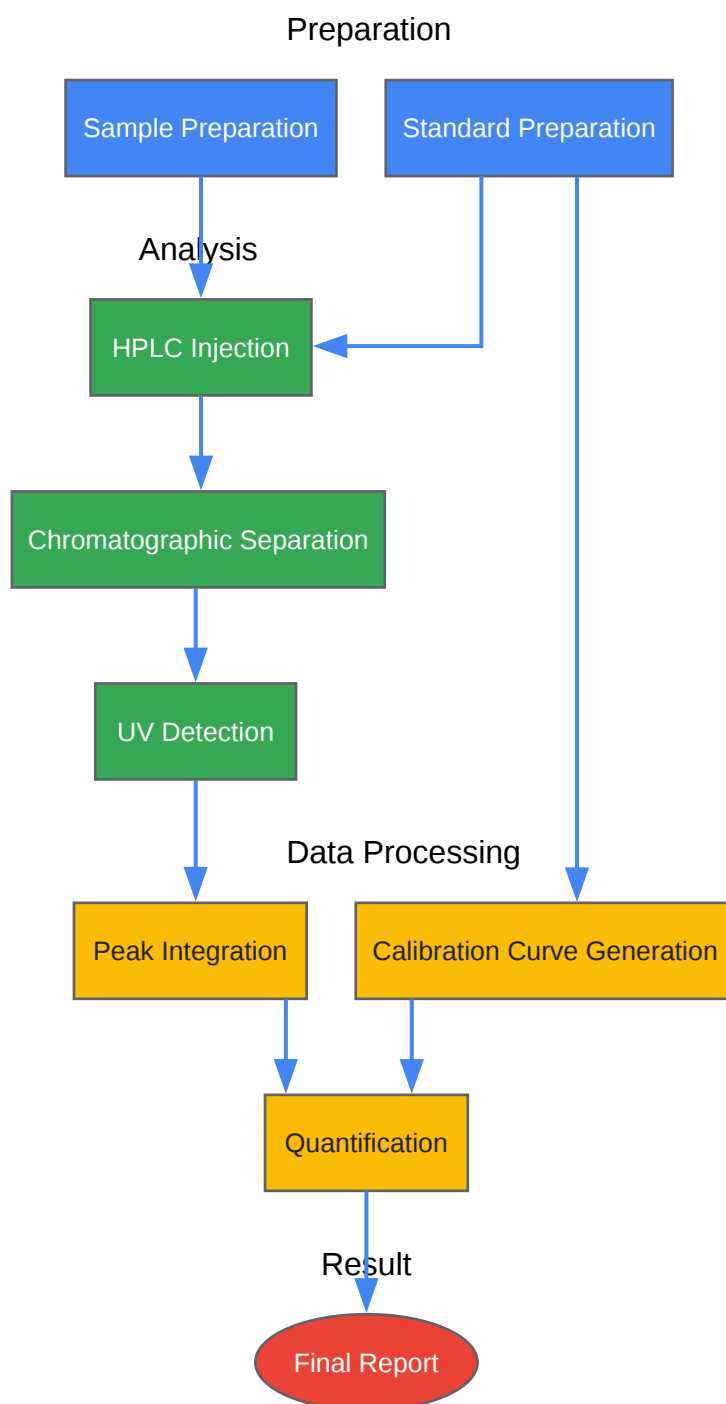 Preparation
Sample Preparation
Standard Preparation
Analysis
HPLC Injection
Chromatographic Separation
UV Detection
Data Processing
Peak Integration
Calibration Curve Generation
Quantification
Result
Final Report